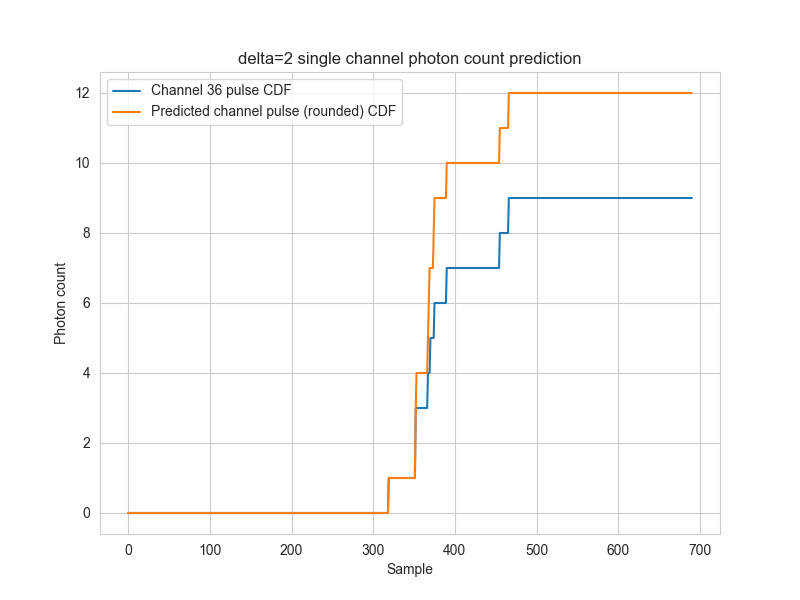 delta=2 single channel photon count prediction
Channel 36 pulse CDF
Predicted channel pulse (rounded) CDF
12
10
8
6
4
2
0
Photon count
0 100 200 300 400 500 600 700
Sample